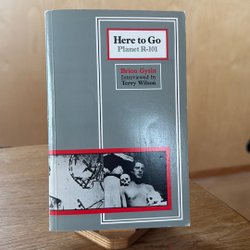 Here to Go
Planet R-101
Brion Gysin
Interviewed by
Terry Wilson